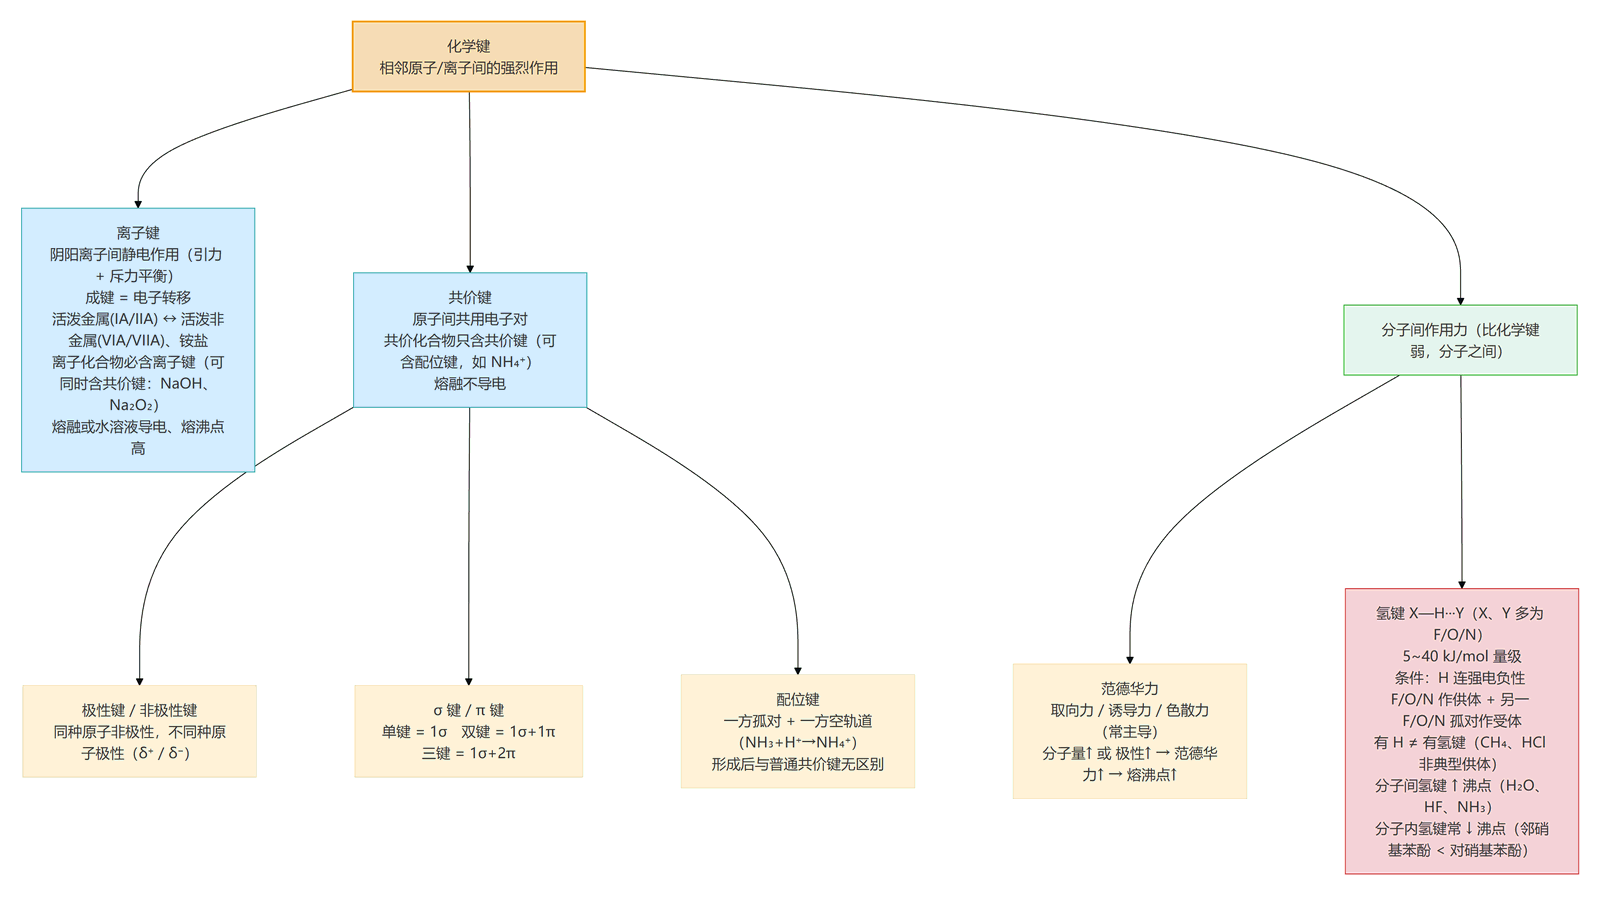 化学键
相邻原子/离子间的强烈作用
离子键
阴阳离子间静电作用（引力
+ 斥力平衡）
成键 = 电子转移
活泼金属(IA/IIA) ↔ 活泼非
金属(VIA/VIIA)、铵盐
离子化合物必含离子键（可
同时含共价键：NaOH、
Na₂O₂）
熔融或水溶液导电、熔沸点
高
共价键
原子间共用电子对
共价化合物只含共价键（可
含配位键，如 NH₄⁺）
熔融不导电
分子间作用力（比化学键
弱，分子之间）
极性键 / 非极性键
同种原子非极性，不同种原
子极性（δ⁺ / δ⁻）
σ 键 / π 键
单键 = 1σ　双键 = 1σ+1π
三键 = 1σ+2π
配位键
一方孤对 + 一方空轨道
（NH₃+H⁺→NH₄⁺）
形成后与普通共价键无区别
范德华力
取向力 / 诱导力 / 色散力
（常主导）
分子量↑ 或 极性↑ → 范德华
力↑ → 熔沸点↑
氢键 X—H···Y（X、Y 多为
F/O/N）
5~40 kJ/mol 量级
条件：H 连强电负性
F/O/N 作供体 + 另一
F/O/N 孤对作受体
有 H ≠ 有氢键（CH₄、HCl
非典型供体）
分子间氢键↑沸点（H₂O、
HF、NH₃）
分子内氢键常↓沸点（邻硝
基苯酚 < 对硝基苯酚）